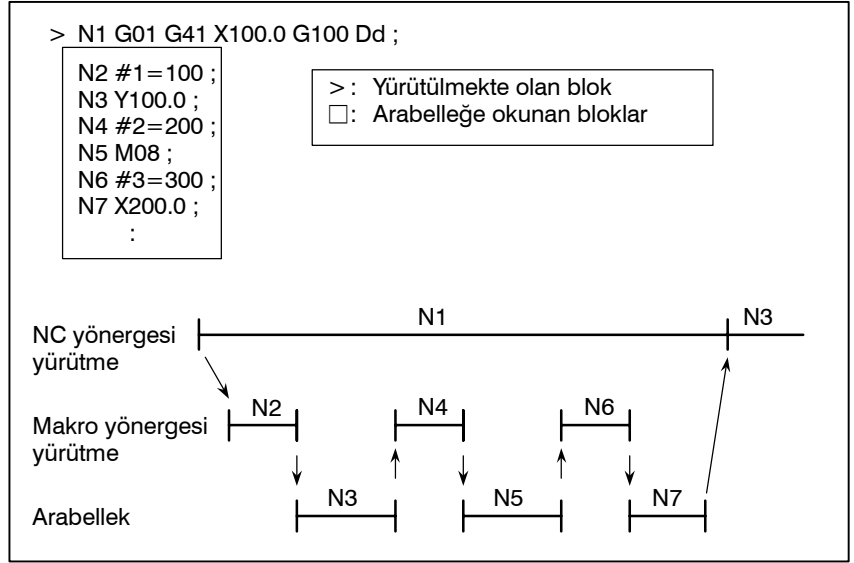 > N1 G01 G41 X100.0 G100 Dd ;
N2 #1=100 ;
N3 Y100.0 ;
N4 #2=200 ;
N5 M08 ;
N6 #3=300 ;
N7 X200.0 ;
:
> : Yürütülmekte olan blok
□ : Arabelleğe okunan bloklar
N1 N3
NC yönergesi
yürütme
N2 N4 N6
Makro yönergesi
yürütme
N3 N5 N7
Arabellek